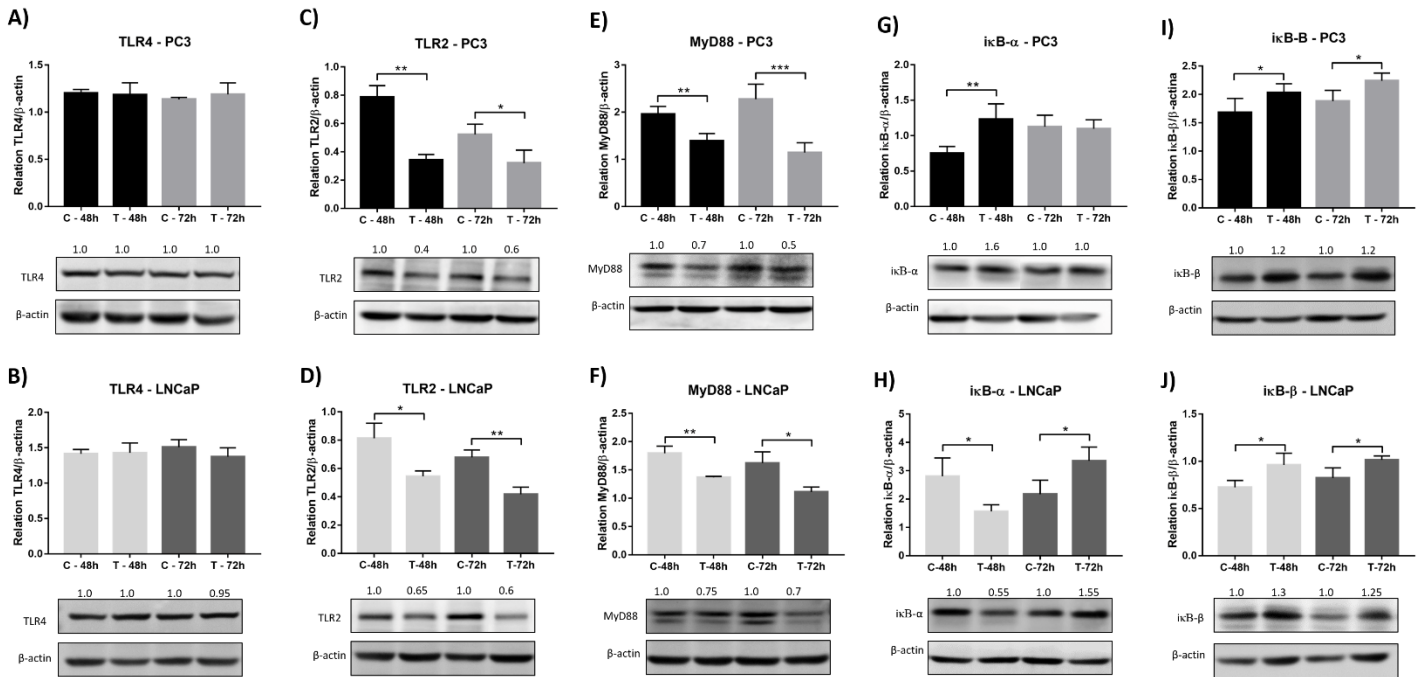 A)
TLR4 - PC3
Relation TLR4/β-actina
1.5
1.0
0.5
0.0
C - 48h T - 48h C - 72h T - 72h
1.0 1.0 1.0 1.0
TLR4
β-actin
C)
TLR2 - PC3
Relation TLR2/β-actina
1.0
0.8
0.6
0.4
0.2
0.0
**
*
C - 48h T - 48h C - 72h T - 72h
1.0 0.4 1.0 0.6
TLR2
β-actin
E)
MyD88 - PC3
Relation MyD88/β-actina
3
2
1
0
**
***
C - 48h T - 48h C - 72h T - 72h
1.0 0.7 1.0 0.5
MyD88
β-actin
G)
iκB-α - PC3
Relation iκB-α/β-actina
2.0
1.5
1.0
0.5
0.0
**
C - 48h T - 48h C - 72h T - 72h
1.0 1.6 1.0 1.0
iκB-α
β-actin
I)
iκB-B - PC3
Relation iκB-β/β-actina
2.5
2.0
1.5
1.0
0.5
0.0
*
*
C - 48h T - 48h C - 72h T - 72h
1.0 1.2 1.0 1.2
iκB-β
β-actin
B)
TLR4 - LNCaP
Relation TLR4/β-actina
2.0
1.5
1.0
0.5
0.0
C - 48h T - 48h C - 72h T - 72h
1.0 1.0 1.0 0.95
TLR4
β-actin
D)
TLR2 - LNCaP
Relation TLR2/β-actina
1.0
0.8
0.6
0.4
0.2
0.0
*
**
C-48h T-48h C-72h T-72h
1.0 0.65 1.0 0.6
TLR2
β-actin
F)
MyD88 - LNCaP
Relation MyD88/β-actina
2.5
2.0
1.5
1.0
0.5
0.0
**
*
C-48h T-48h C-72h T-72h
1.0 0.75 1.0 0.7
MyD88
β-actin
H)
iκB-α - LNCaP
Relation iκB-α/β-actina
5
4
3
2
1
0
*
*
C-48h T-48h C-72h T-72h
1.0 0.55 1.0 1.55
iκB-α
β-actin
J)
iκB-β - LNCaP
Relation iκB-β/β-actina
1.5
1.0
0.5
0.0
*
*
C-48h T-48h C-72h T-72h
1.0 1.3 1.0 1.25
iκB-β
β-actin